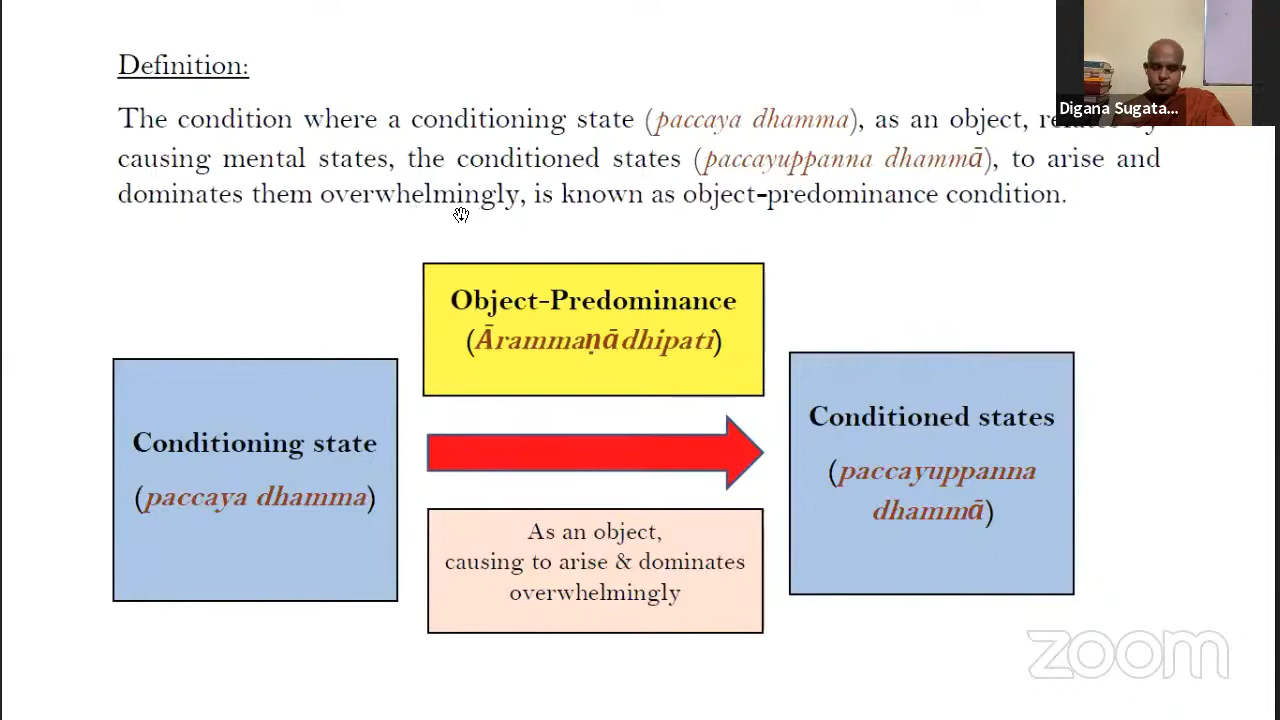 Definition:
The condition where a conditioning state (paccaya dhamma), as an object,
causing mental states, the conditioned states (paccayuppanna dhammā), to arise and
dominates them overwhelmingly, is known as object-predominance condition.
Digana Sugata...
Object-Predominance
(Ārammaṇādhipati)
Conditioning state
(paccaya dhamma)
As an object,
causing to arise & dominates
overwhelmingly
Conditioned states
(paccayuppanna
dhammā)
zoom